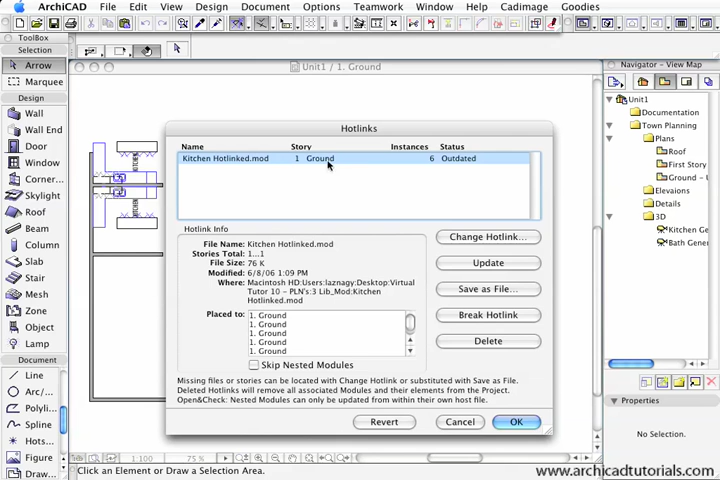 ArchiCAD File Edit View Design Document Options Teamwork Window Help Cadimage Goodies
ToolBox
Selection
Arrow
Marquee
Design
Wall
Wall End
Door
Window
Corner...
Skylight
Roof
Beam
Column
Slab
Stair
Mesh
Zone
Object
Lamp
Document
Line
Arc/...
Polyli...
Spline
Hots...
Figure
Draw...
Unit1 / 1. Ground
KITCHEN
KITCHEN
Hotlinks
Name Story Instances Status
Kitchen Hotlinked.mod 1 Ground 6 Outdated
Hotlink Info
File Name: Kitchen Hotlinked.mod
Stories Total: 1...1
File Size: 76 K
Modified: 6/8/06 1:09 PM
Where: Macintosh HD:Users:laznagy:Desktop:Virtual
Tutor 10 - PLN's:3 Lib_Mod:Kitchen
Hotlinked.mod
Placed to: 1. Ground
1. Ground
1. Ground
1. Ground
1. Ground
Skip Nested Modules
Change Hotlink...
Update
Save as File...
Break Hotlink
Delete
Missing files or stories can be located with Change Hotlink or substituted with Save as File.
Deleted Hotlinks will remove all associated Modules and their elements from the Project.
Open&Check: Nested Modules can only be updated from within their own host file.
Revert Cancel OK
Navigator - View Map
Unit1
Documentation
Town Planning
Plans
Roof
First Story
Ground -
Elevaions
Details
3D
Kitchen Ge
Bath Gener
Properties
No Selection.
1:100 75 %
Click an Element or Draw a Selection Area.
www.archicadtutorials.com